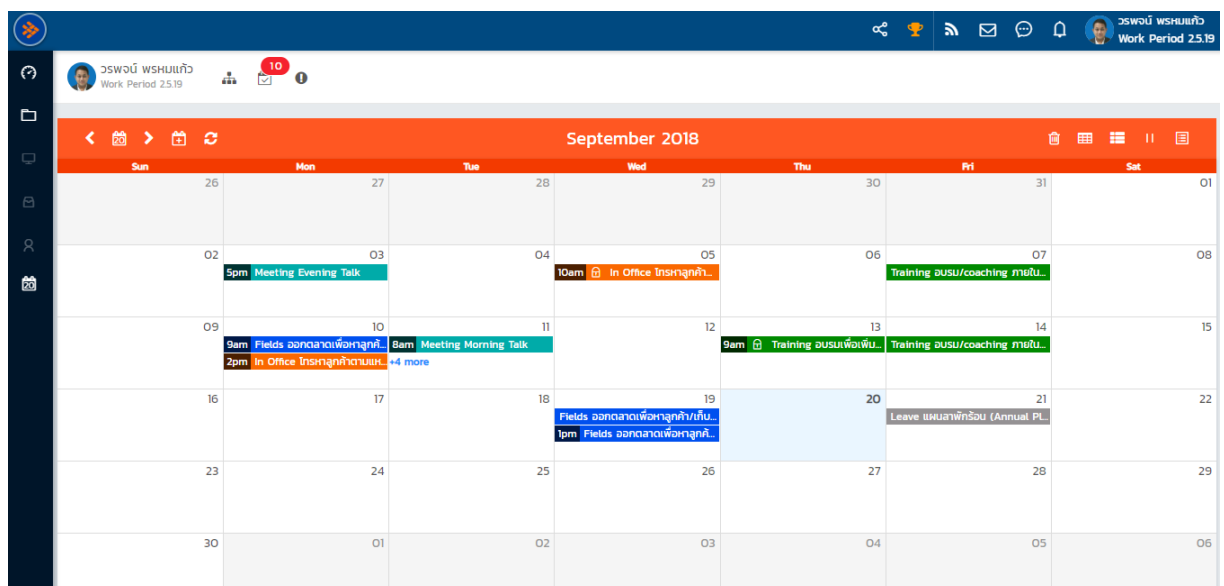 วรพจน์ พรหมแก้ว
Work Period 2.5.19
วรพจน์ พรหมแก้ว
Work Period 2.5.19
10
20
September 2018
Sun Mon Tue Wed Thu Fri Sat
26 27 28 29 30 31 01
02 03 04 05 06 07 08
5pm Meeting Evening Talk
10am In Office โทรหาลูกค้า...
Training อบรม/coaching ภายใน...
20
09 10 11 12 13 14 15
9am Fields ออกตลาดเพื่อหาลูกค้...
8am Meeting Morning Talk
9am Training อบรมเพื่อเพิ่ม...
Training อบรม/coaching ภายใน...
2pm In Office โทรหาลูกค้าตามแห...
+4 more
16 17 18 19 20 21 22
Fields ออกตลาดเพื่อหาลูกค้า/เก็บ...
Leave แผนลาพักร้อน (Annual Pl...
1pm Fields ออกตลาดเพื่อหาลูกค้...
23 24 25 26 27 28 29
30 01 02 03 04 05 06